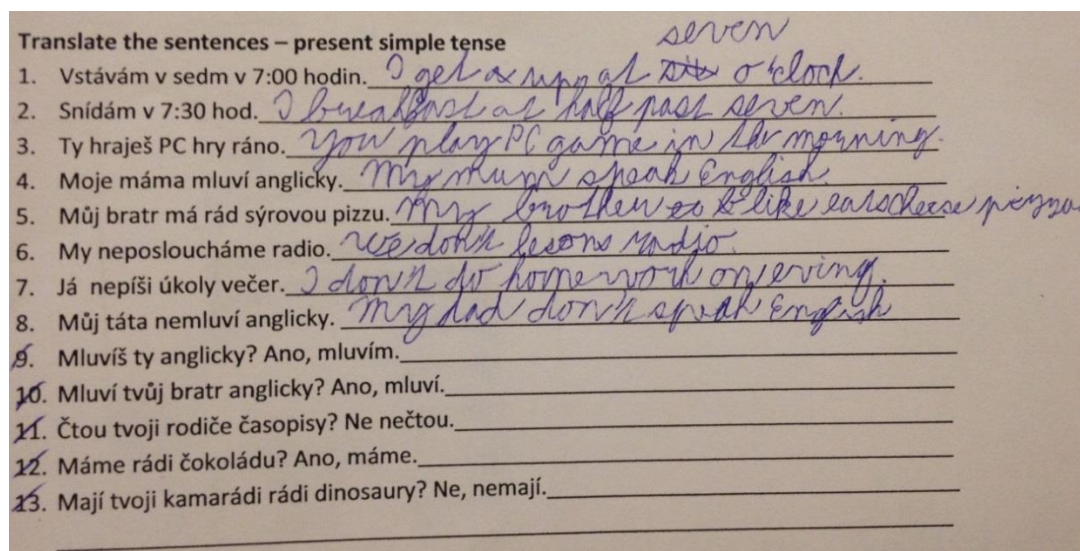 Translate the sentences – present simple tense
seven
1. Vstávám v sedm v 7:00 hodin. I get up at o'clock.
2. Snídám v 7:30 hod. I breakfast at half past seven.
3. Ty hraješ PC hry ráno. You play PC game in the morning.
4. Moje máma mluví anglicky. My mum speak English.
5. Můj bratr má rád sýrovou pizzu. My brother like eats cheese pizza
6. My neposloucháme radio. We don't lesons radio.
7. Já nepíši úkoly večer. I don't do homework on eving.
8. Můj táta nemluví anglicky. My dad don't speak English
9. Mluvíš ty anglicky? Ano, mluvím.
10. Mluví tvůj bratr anglicky? Ano, mluví.
11. Čtou tvoji rodiče časopisy? Ne nečtou.
12. Máme rádi čokoládu? Ano, máme.
13. Mají tvoji kamarádi rádi dinosaury? Ne, nemají.